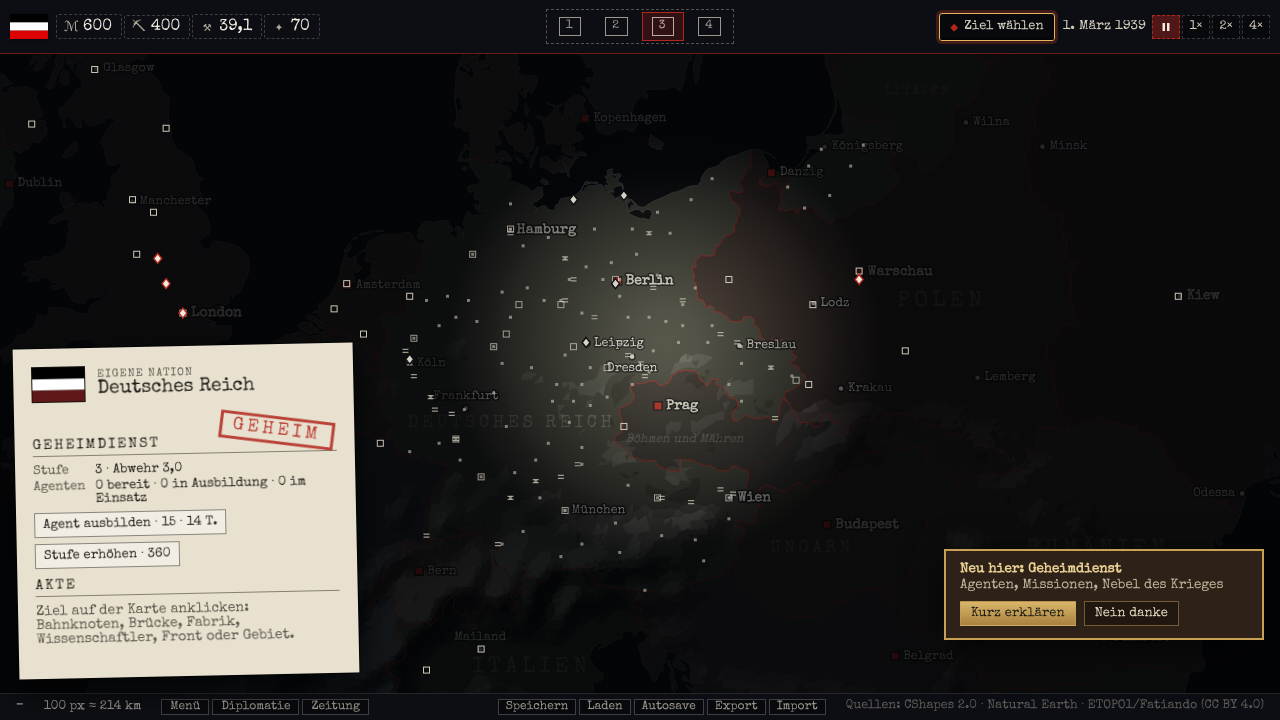 ℳ 600
400
39,1
70
1
2
3
4
Ziel wählen
1. März 1939
1×
2×
4×
Glasgow
Kopenhagen
LITAUEN
Wilna
Königsberg
Minsk
Dublin
Danzig
Manchester
Hamburg
Warschau
Amsterdam
Berlin
POLEN
Kiew
London
Lodz
Leipzig
Breslau
Köln
Dresden
Krakau
Lemberg
Frankfurt
Prag
DEUTSCHES REICH
Böhmen und Mähren
Wien
Odessa
München
Budapest
UNGARN
RUMÄNIEN
Bern
Mailand
ITALIEN
Belgrad
EIGENE NATION
Deutsches Reich
GEHEIM
GEHEIMDIENST
Stufe 3 · Abwehr 3,0
Agenten 0 bereit · 0 in Ausbildung · 0 im
Einsatz
Agent ausbilden · 15 · 14 T.
Stufe erhöhen · 360
AKTE
Ziel auf der Karte anklicken:
Bahnknoten, Brücke, Fabrik,
Wissenschaftler, Front oder Gebiet.
Neu hier: Geheimdienst
Agenten, Missionen, Nebel des Krieges
Kurz erklären
Nein danke
100 px ≈ 214 km
Menü
Diplomatie
Zeitung
Speichern
Laden
Autosave
Export
Import
Quellen: CShapes 2.0 · Natural Earth · ETOPO1/Fatiando (CC BY 4.0)